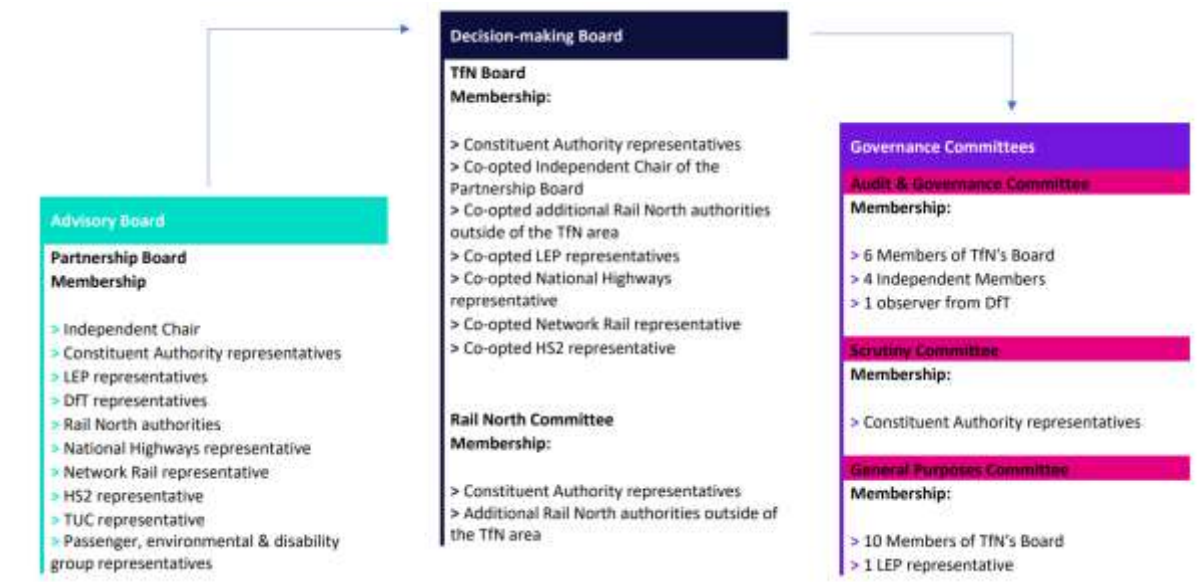 Advisory Board
Partnership Board
Membership
> Independent Chair
> Constituent Authority representatives
> LEP representatives
> DfT representatives
> Rail North authorities
> National Highways representative
> Network Rail representative
> HS2 representative
> TUC representative
> Passenger, environmental & disability
group representatives
Decision-making Board
TfN Board
Membership:
> Constituent Authority representatives
> Co-opted Independent Chair of the
Partnership Board
> Co-opted additional Rail North authorities
outside of the TfN area
> Co-opted LEP representatives
> Co-opted National Highways
representative
> Co-opted Network Rail representative
> Co-opted HS2 representative
Rail North Committee
Membership:
> Constituent Authority representatives
> Additional Rail North authorities outside of
the TfN area
Governance Committees
Audit & Governance Committee
Membership:
> 6 Members of TfN's Board
> 4 Independent Members
> 1 observer from DfT
Scrutiny Committee
Membership:
> Constituent Authority representatives
General Purposes Committee
Membership:
> 10 Members of TfN's Board
> 1 LEP representative